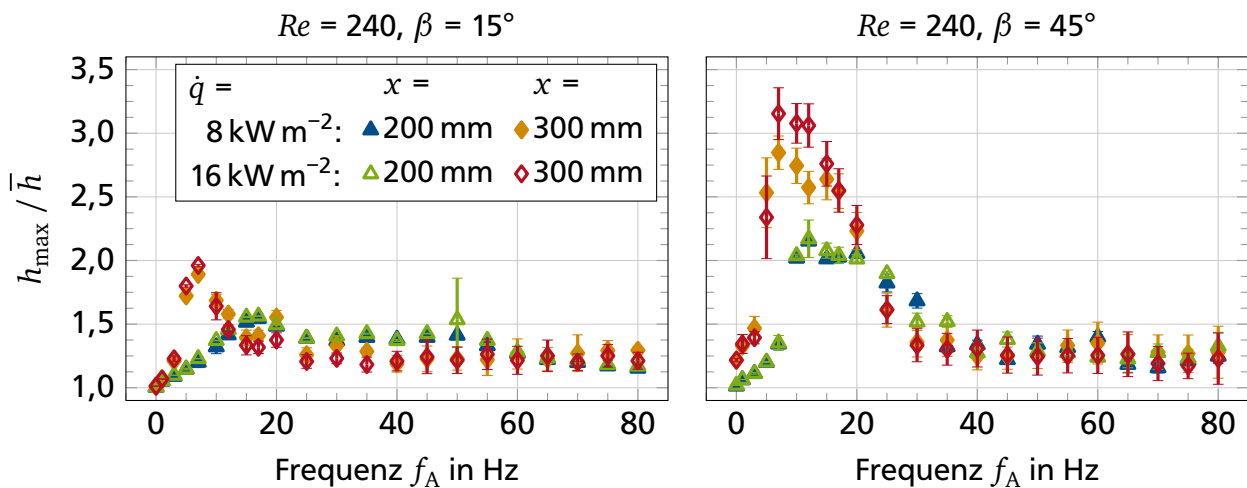 Re = 240, β = 15°
Re = 240, β = 45°
h_max / h̅
3,5
3,0
2,5
2,0
1,5
1,0
q̇ = x = x =
8 kW m⁻²: 200 mm 300 mm
16 kW m⁻²: 200 mm 300 mm
0 20 40 60 80
0 20 40 60 80
Frequenz f_A in Hz
Frequenz f_A in Hz